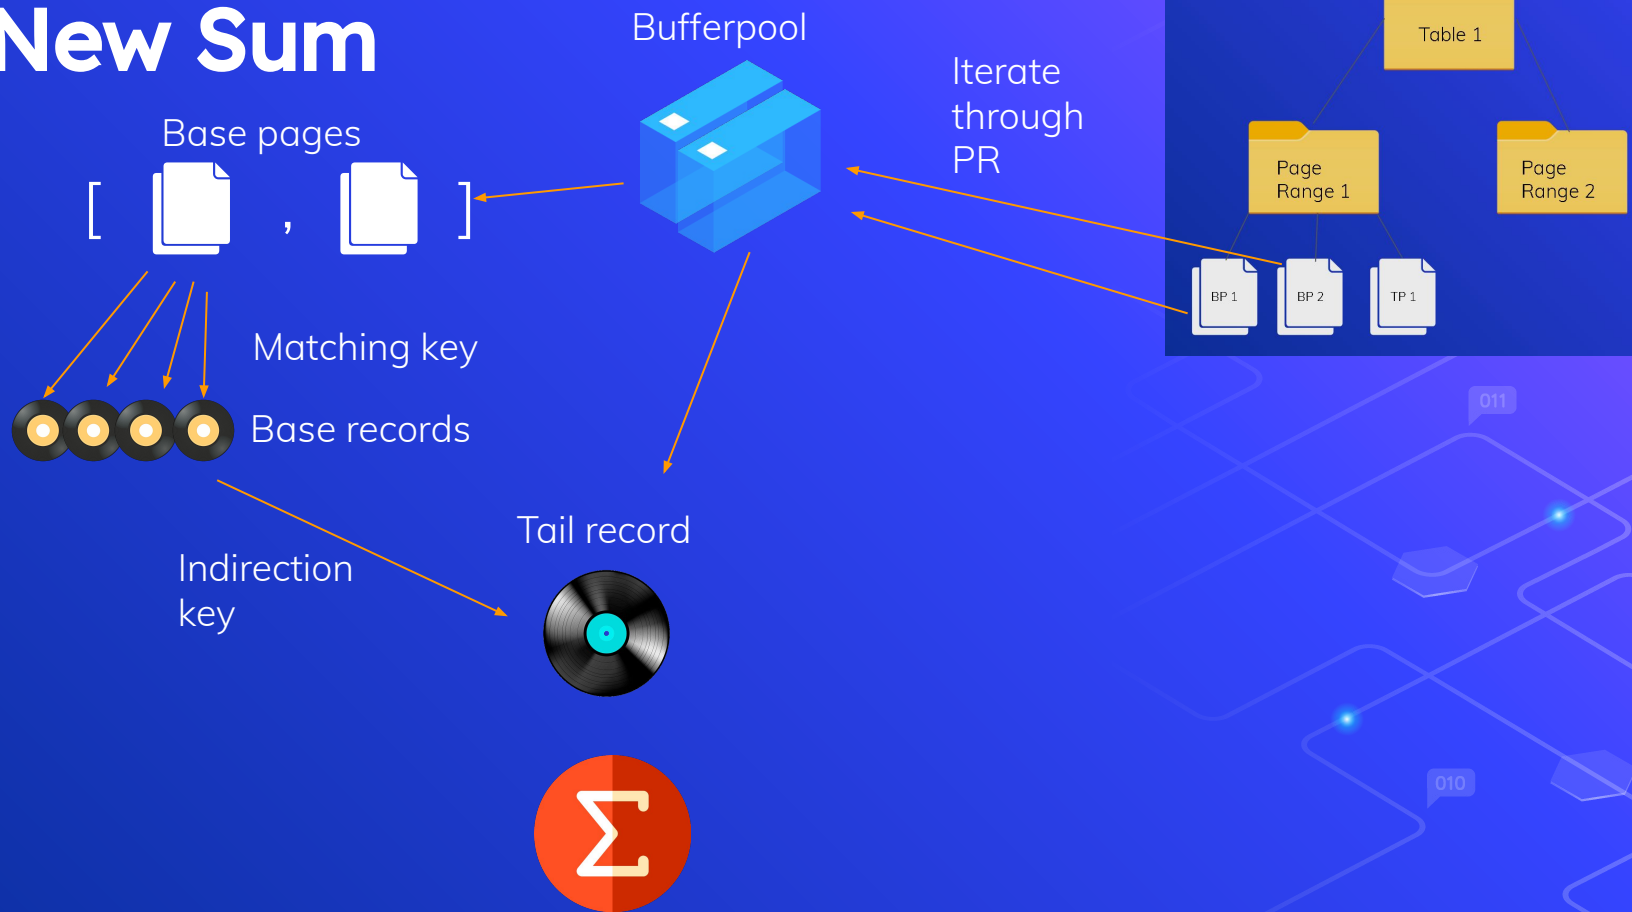 New Sum
Bufferpool
Iterate
through
PR
Table 1
Page
Range 1
Page
Range 2
BP 1
BP 2
TP 1
Base pages
[ , ]
Matching key
Base records
Indirection
key
Tail record
Σ
011
010